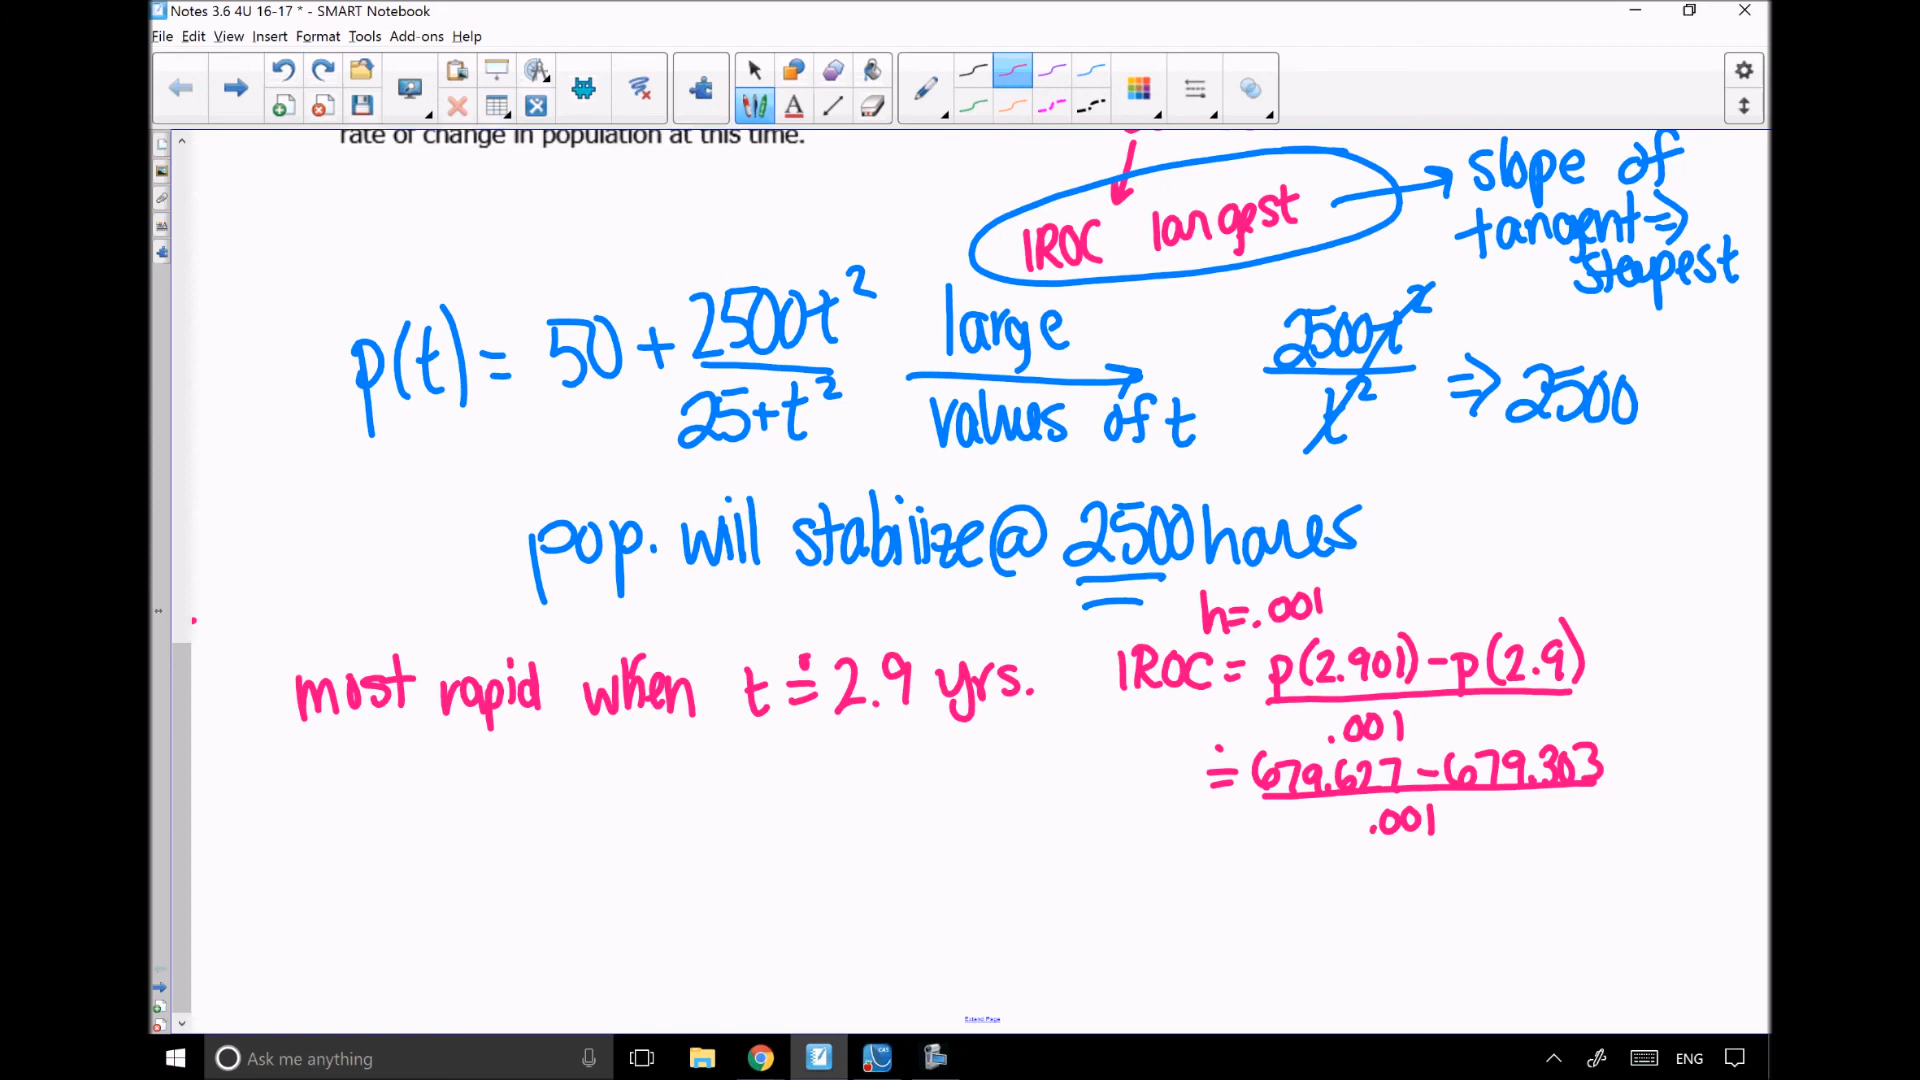 Notes 3.6 4U 16-17 * - SMART Notebook
File Edit View Insert Format Tools Add-ons Help
rate of change in population at this time.
IROC largest
slope of
tangent ⇒
steepest
p(t) = 50 + 2500t²
25+t²
large
values of t
2500t²
t²
⇒ 2500
pop. will stabilize @ 2500 hares
h=.001
most rapid when t ≐ 2.9 yrs.
IROC = p(2.901) - p(2.9)
.001
≐ 679.627 - 679.303
.001
Extend Page
Ask me anything
ENG